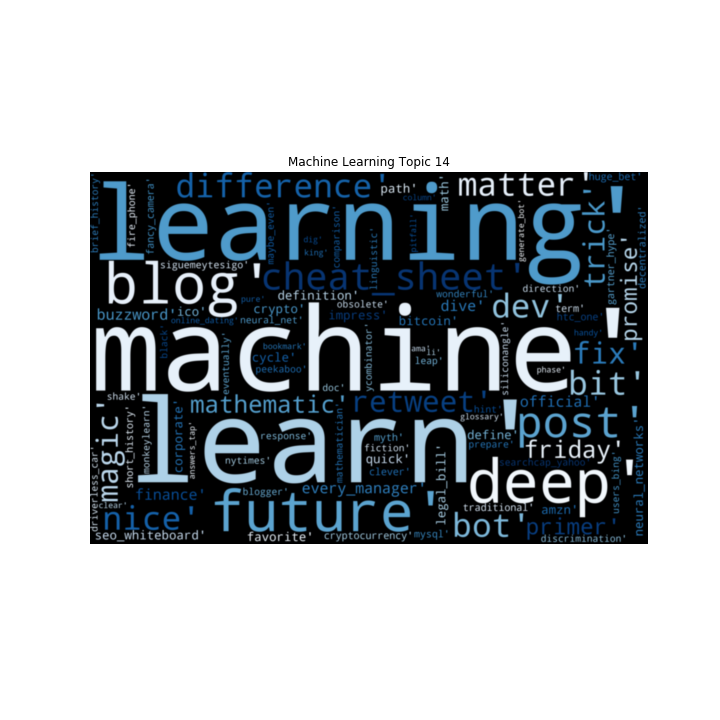 Machine Learning Topic 14
learning'
machine'
learn'
deep'
future'
blog'
post'
difference'
path'
matter'
huge_bet'
brief_history'
fire_phone'
fancy_camera'
maybe_even'
dig'
king'
comparison'
linguistic'
math'
column'
pitfall'
generate_bot'
trick'
gartner_hype'
promise'
decentralized'
siguemeytesigo'
cheat_sheet'
pure'
definition'
wonderful'
direction'
buzzword'
ico'
crypto'
obsolete'
impress'
dive'
dev'
term'
htc_one'
online_dating'
neural_net'
bitcoin'
handy'
black'
eventually'
bookmark'
cycle'
peekaboo'
ycombinator'
ama'
li'
leap'
siliconangle'
phase'
fix'
bit'
doc'
shake'
mathematic'
retweet'
hint'
glossary'
official'
magic'
short_history'
monkeylearn'
corporate'
answers_tap'
response'
mathematician'
myth'
fiction'
quick'
clever'
define'
prepare'
friday'
nytimes'
searchcap_yahoo'
users_bing'
neural_networks'
driverless_car'
clear'
finance'
blogger'
every_manager'
legal_bill'
traditional'
amzn'
nice'
bot'
primer'
seo_whiteboard'
favorite'
cryptocurrency'
mysql'
discrimination'